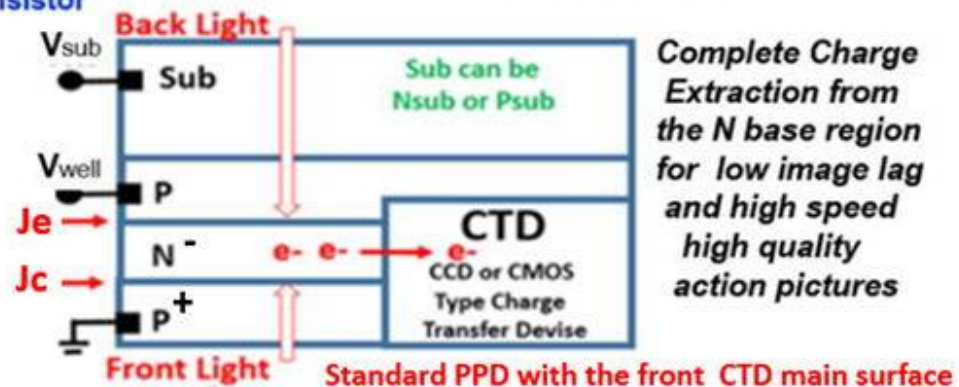 Back Light
Vsub
Sub
Sub can be
Nsub or Psub
Complete Charge
Extraction from
the N base region
for low image lag
and high speed
high quality
action pictures
Vwell
P
Je
N -
e- e- e-
CTD
CCD or CMOS
Type Charge
Transfer Devise
Jc
P +
Front Light
Standard PPD with the front CTD main surface